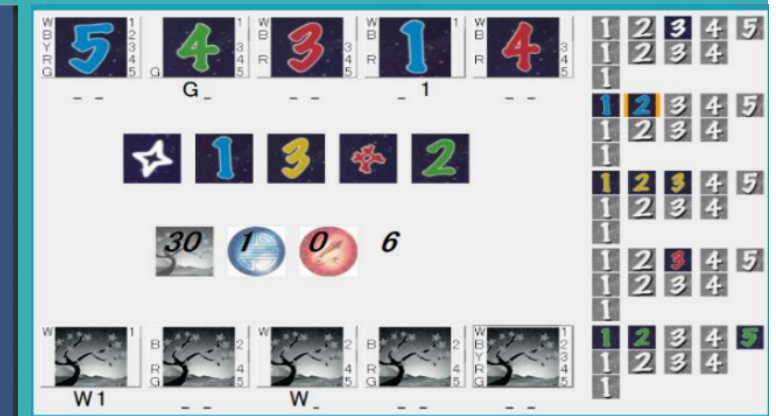 W B Y R G 5 1 2 3 4 5
G 4 1 3 4 5
W B R 3 3 4 5
W B R 1 1
W B R 4 3 4 5
_ _ G _ _ _ _ 1 _ _
1 3 2
30 1 0 6
W 1
B R G 2 4 5
W 2 4 5
B R G 2 4 5
W B Y R G 1 2 3 4 5
W 1 _ _ W _ _ _ _ _
1 2 3 4 5
1 2 3 4
1
1 2 3 4 5
1 2 3 4
1
1 2 3 4 5
1 2 3 4
1
1 2 3 4 5
1 2 3 4
1
1 2 3 4 5
1 2 3 4
1